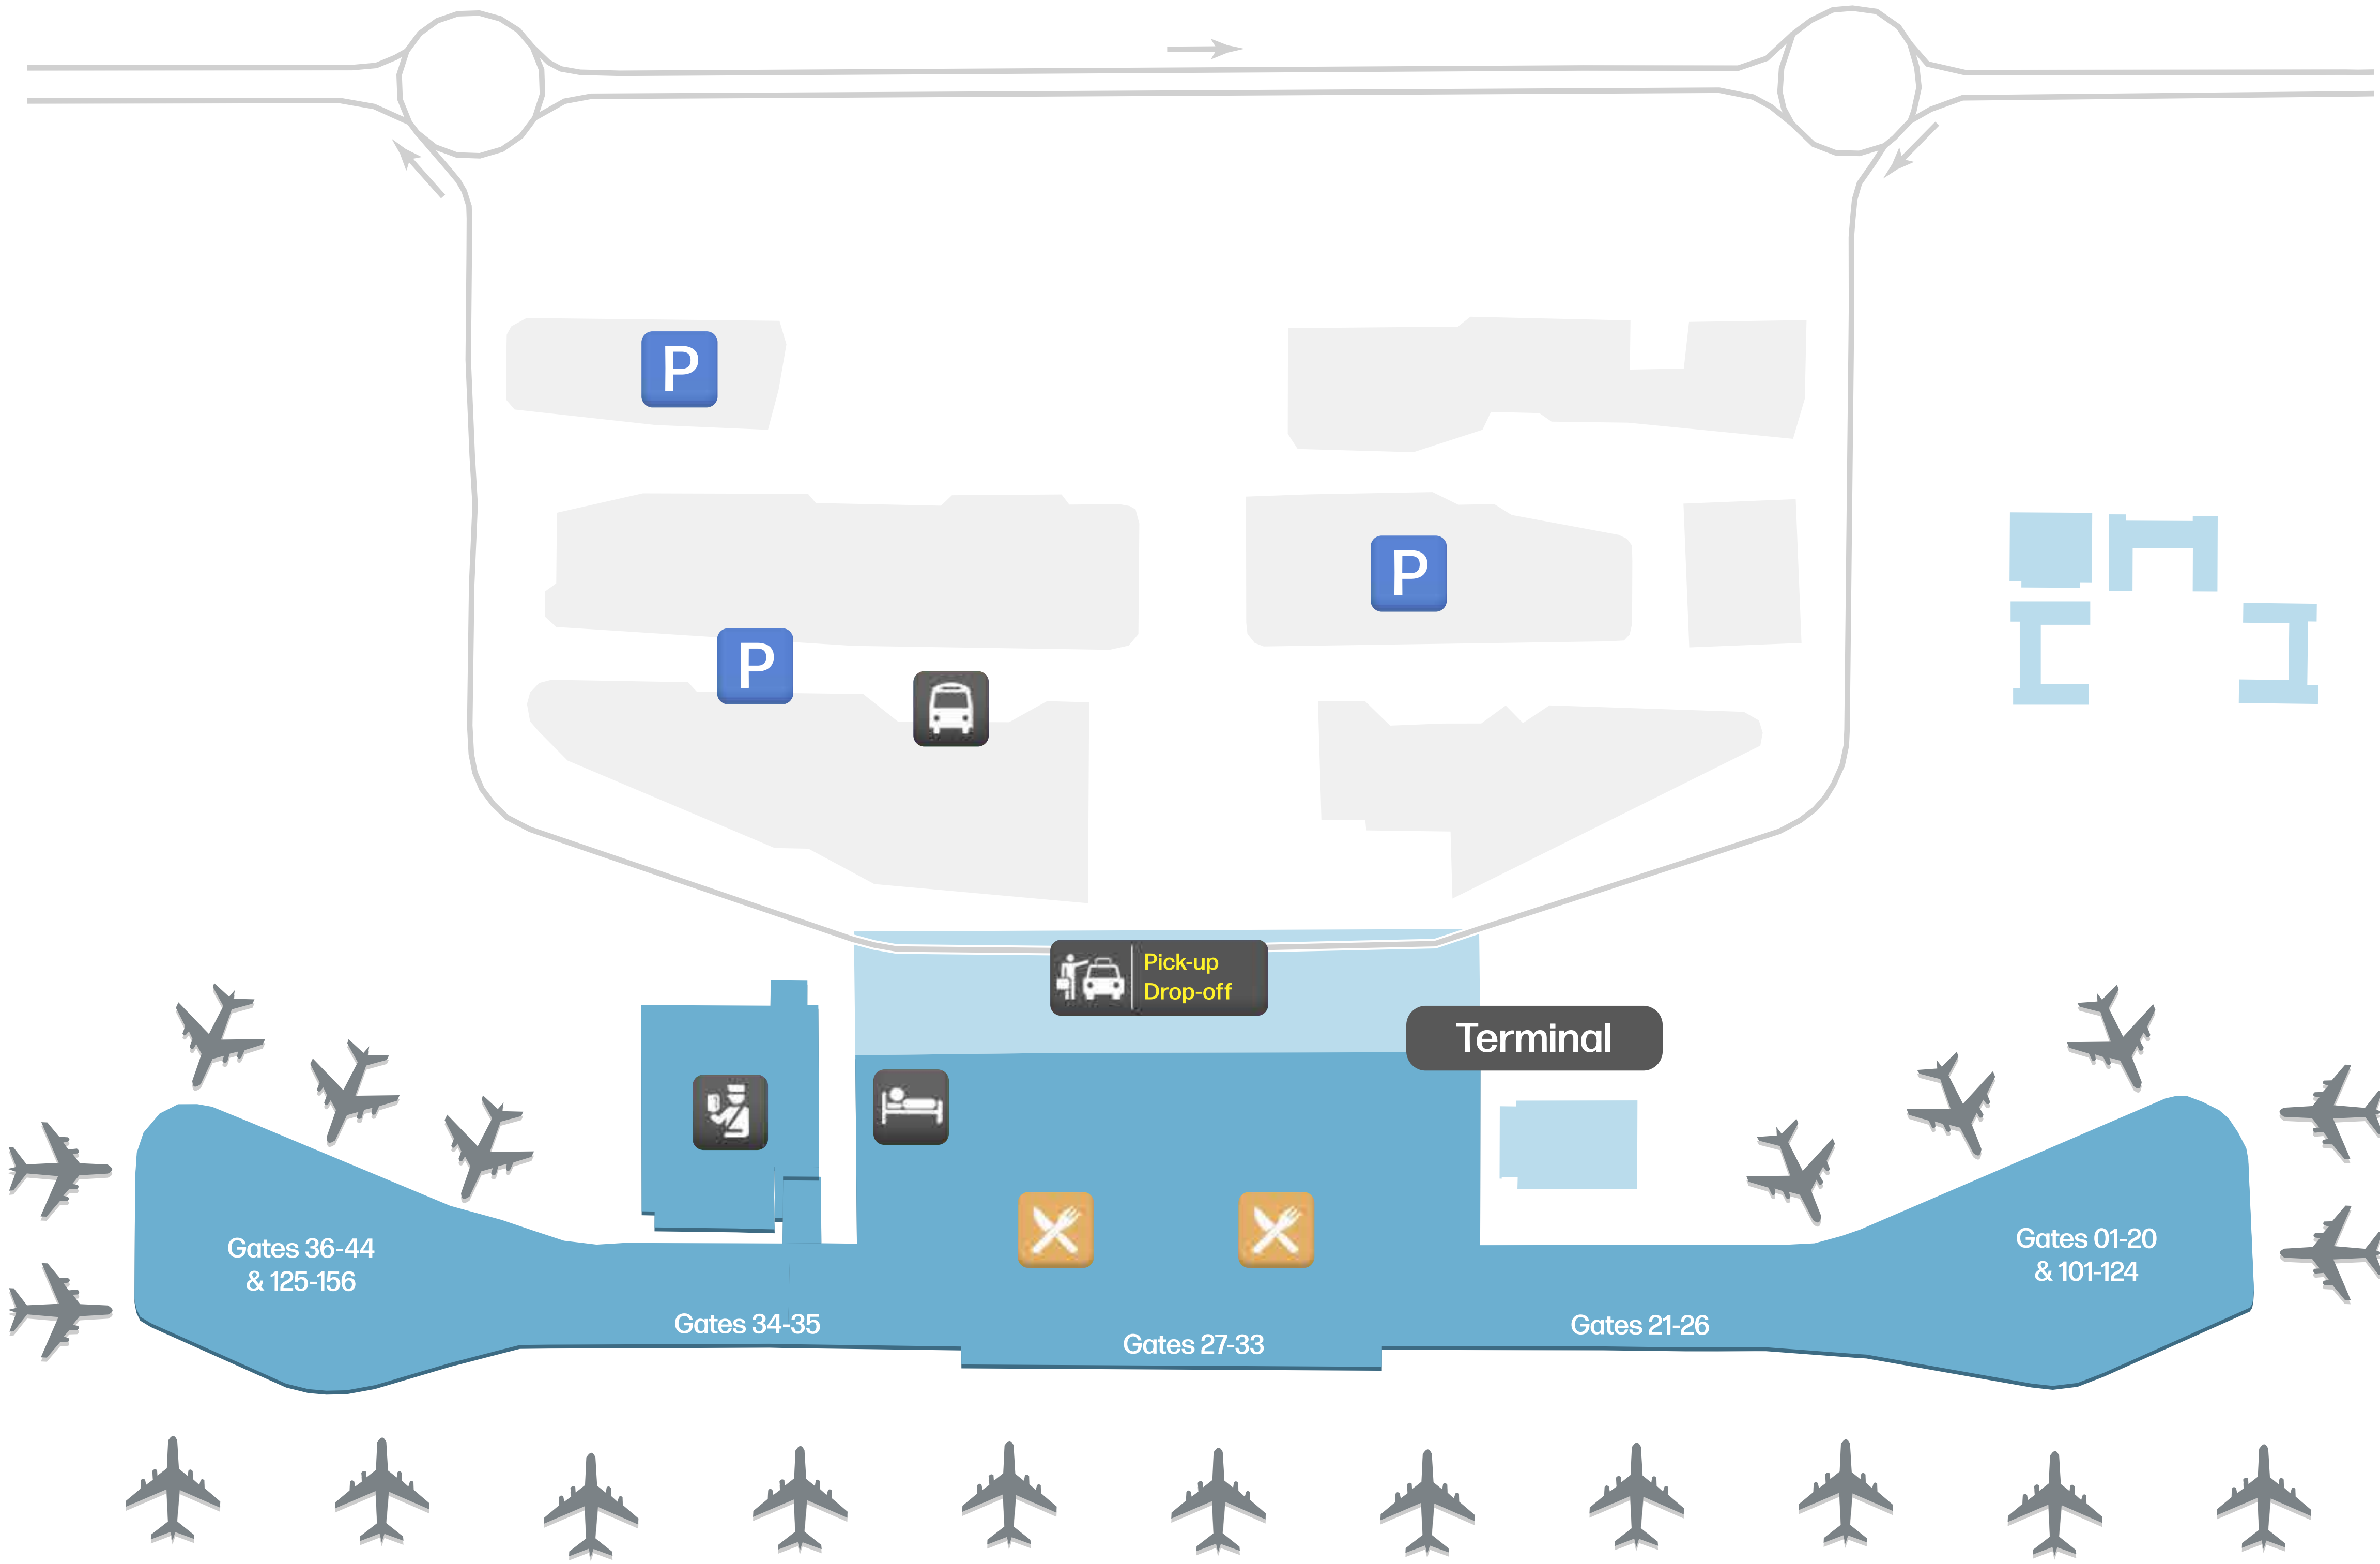 P
P
P
Pick-up
Drop-off
Terminal
Gates 36-44
& 125-156
Gates 34-35
Gates 27-33
Gates 21-26
Gates 01-20
& 101-124